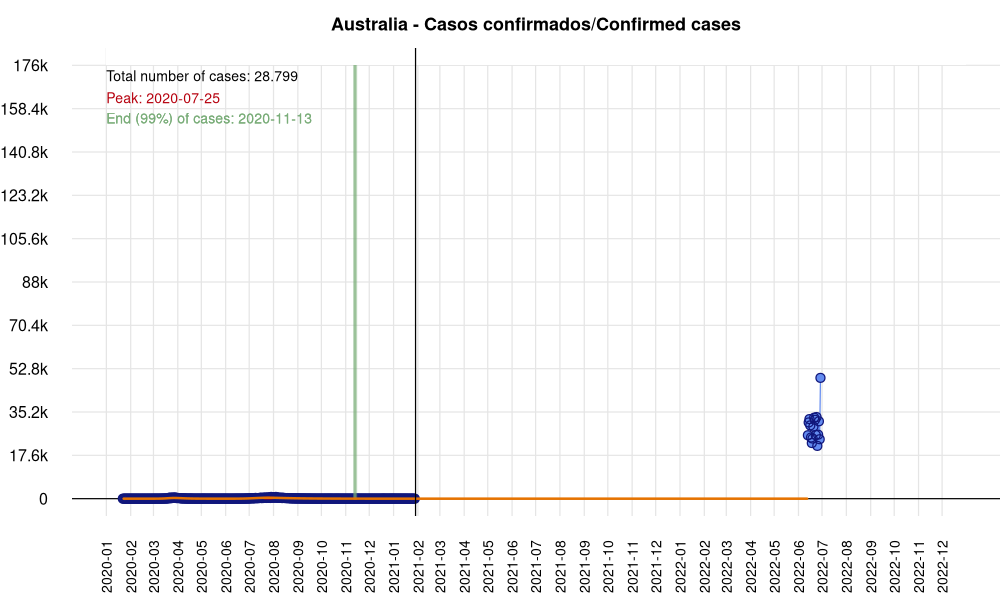 Australia - Casos confirmados/Confirmed cases
176k
158.4k
140.8k
123.2k
105.6k
88k
70.4k
52.8k
35.2k
17.6k
0
Total number of cases: 28.799
Peak: 2020-07-25
End (99%) of cases: 2020-11-13
2020-01
2020-02
2020-03
2020-04
2020-05
2020-06
2020-07
2020-08
2020-09
2020-10
2020-11
2020-12
2021-01
2021-02
2021-03
2021-04
2021-05
2021-06
2021-07
2021-08
2021-09
2021-10
2021-11
2021-12
2022-01
2022-02
2022-03
2022-04
2022-05
2022-06
2022-07
2022-08
2022-09
2022-10
2022-11
2022-12